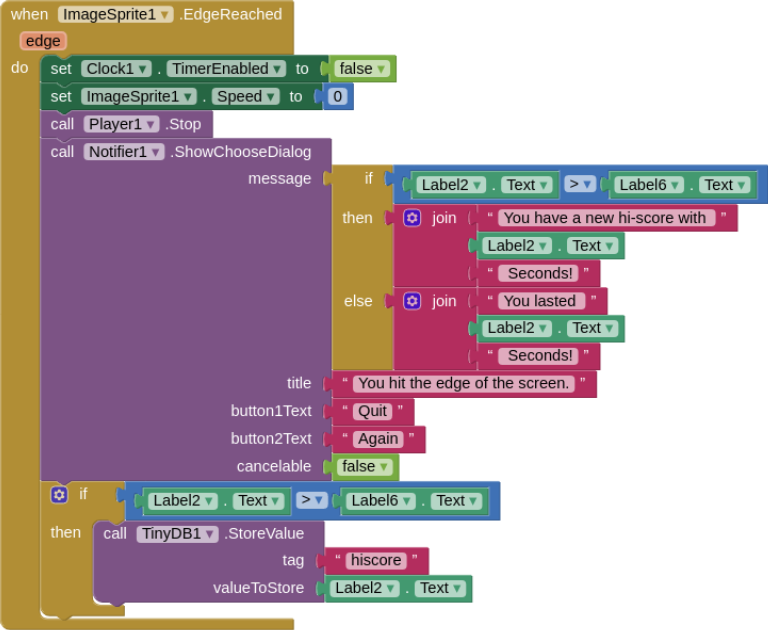 when ImageSprite1 .EdgeReached
edge
do set Clock1 . TimerEnabled to false
set ImageSprite1 . Speed to 0
call Player1 .Stop
call Notifier1 .ShowChooseDialog
message if Label2 . Text > Label6 . Text
then join “ You have a new hi-score with ”
Label2 . Text
“ Seconds! ”
else join “ You lasted ”
Label2 . Text
“ Seconds! ”
title “ You hit the edge of the screen. ”
button1Text “ Quit ”
button2Text “ Again ”
cancelable false
if Label2 . Text > Label6 . Text
then call TinyDB1 .StoreValue
tag “ hiscore ”
valueToStore Label2 . Text